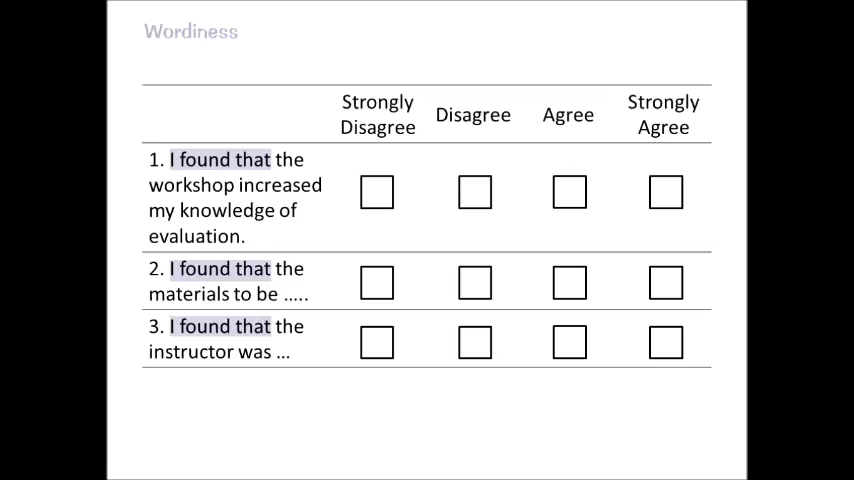 Wordiness
Strongly Disagree Disagree Agree Strongly Agree
1. I found that the
workshop increased
my knowledge of
evaluation.
2. I found that the
materials to be .....
3. I found that the
instructor was ...